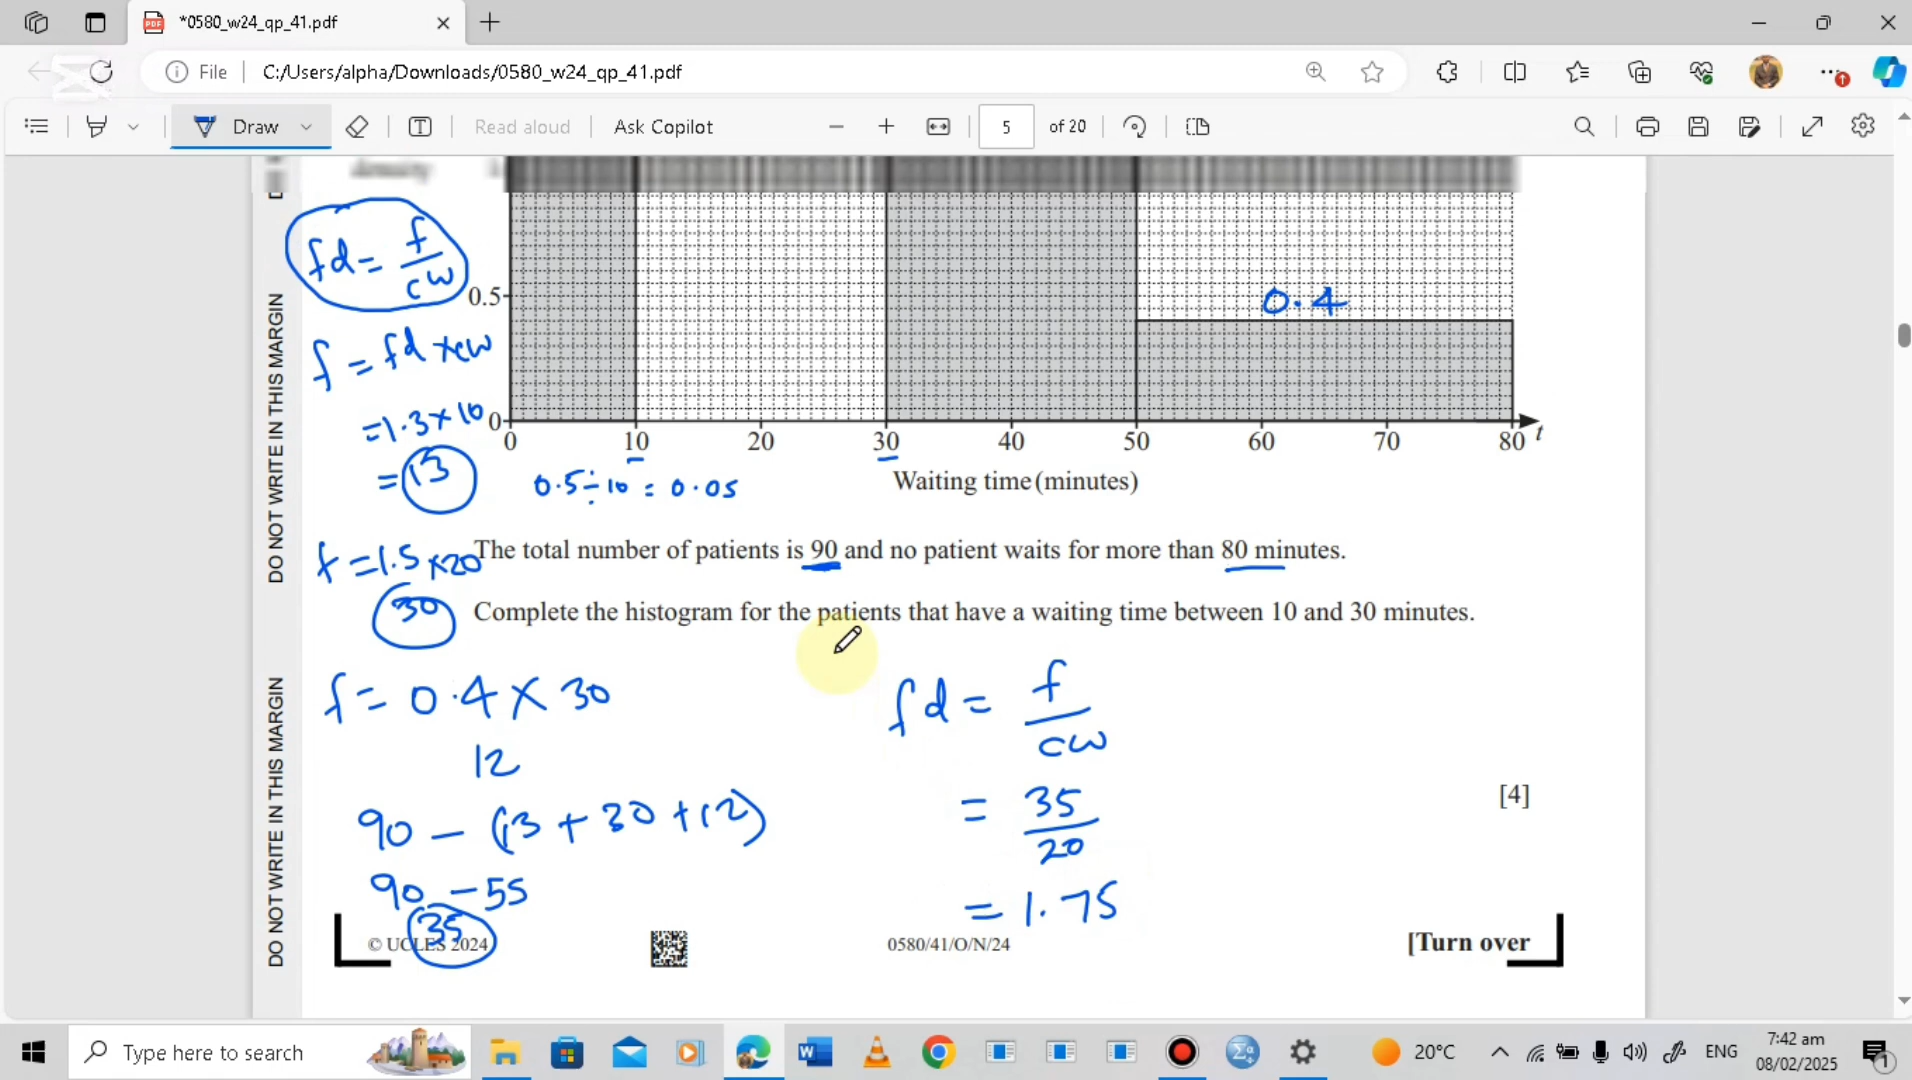 *0580_w24_qp_41.pdf
File C:/Users/alpha/Downloads/0580_w24_qp_41.pdf
Draw Read aloud Ask Copilot 5 of 20
density
fd = f/cw
0.5
0.4
f = fd × cw
= 1.3 × 10
0
= 13
0 10 20 30 40 50 60 70 80 t
0.5 ÷ 10 = 0.05
Waiting time (minutes)
f = 1.5 × 20
The total number of patients is 90 and no patient waits for more than 80 minutes.
30
Complete the histogram for the patients that have a waiting time between 10 and 30 minutes.
f = 0.4 × 30
12
90 - (13 + 30 + 12)
90 - 55
35
fd = f/cw
= 35/20
= 1.75
[4]
DO NOT WRITE IN THIS MARGIN
DO NOT WRITE IN THIS MARGIN
© UCLES 2024
0580/41/O/N/24
[Turn over
Type here to search
20°C
ENG
7:42 am
08/02/2025
1